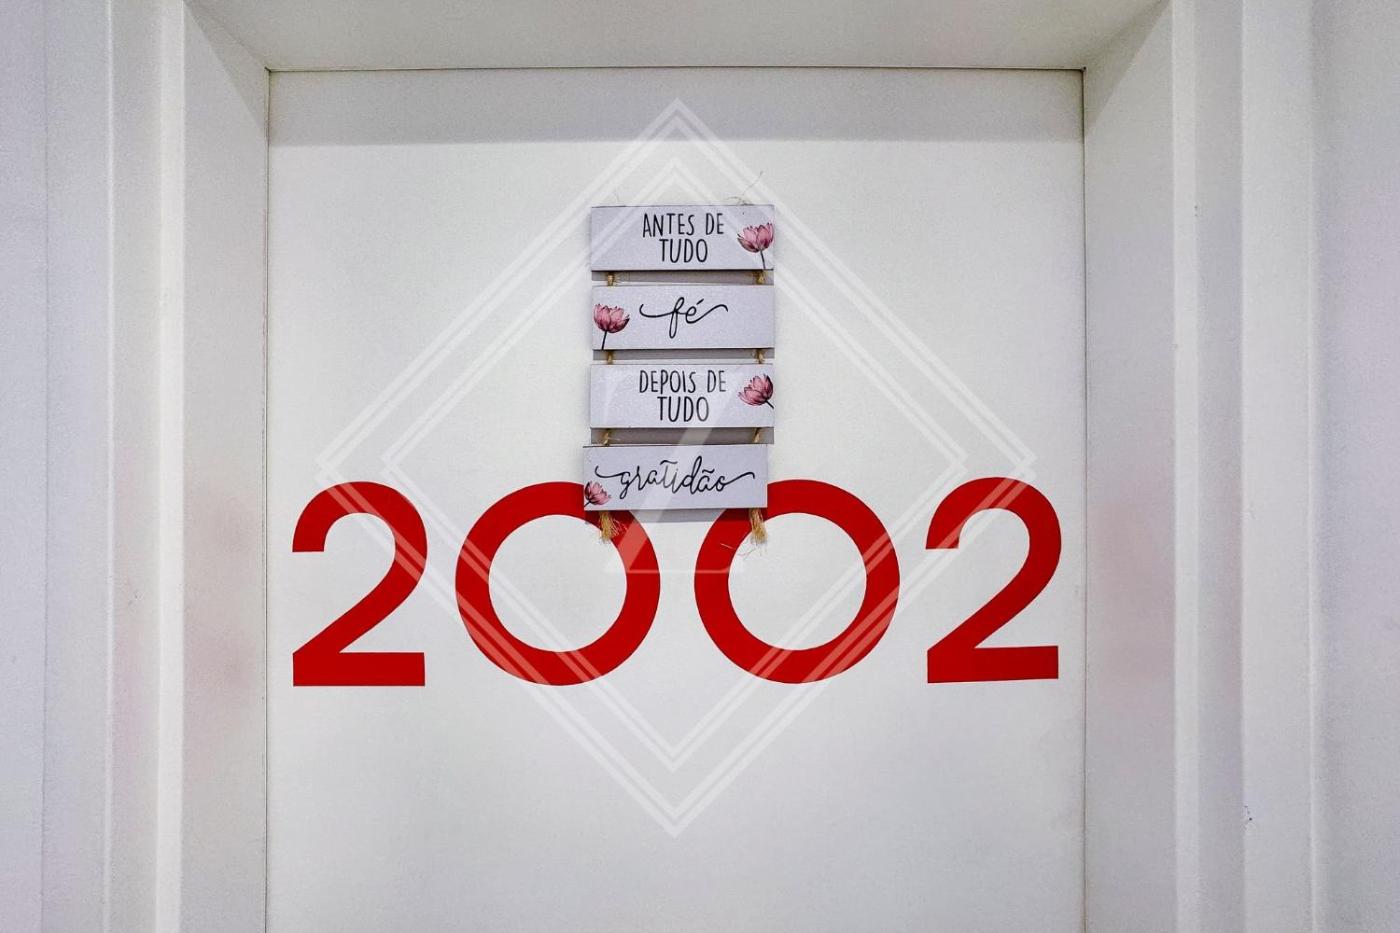 ANTES DE
TUDO
fé
DEPOIS DE
TUDO
gratidão
2002
Z